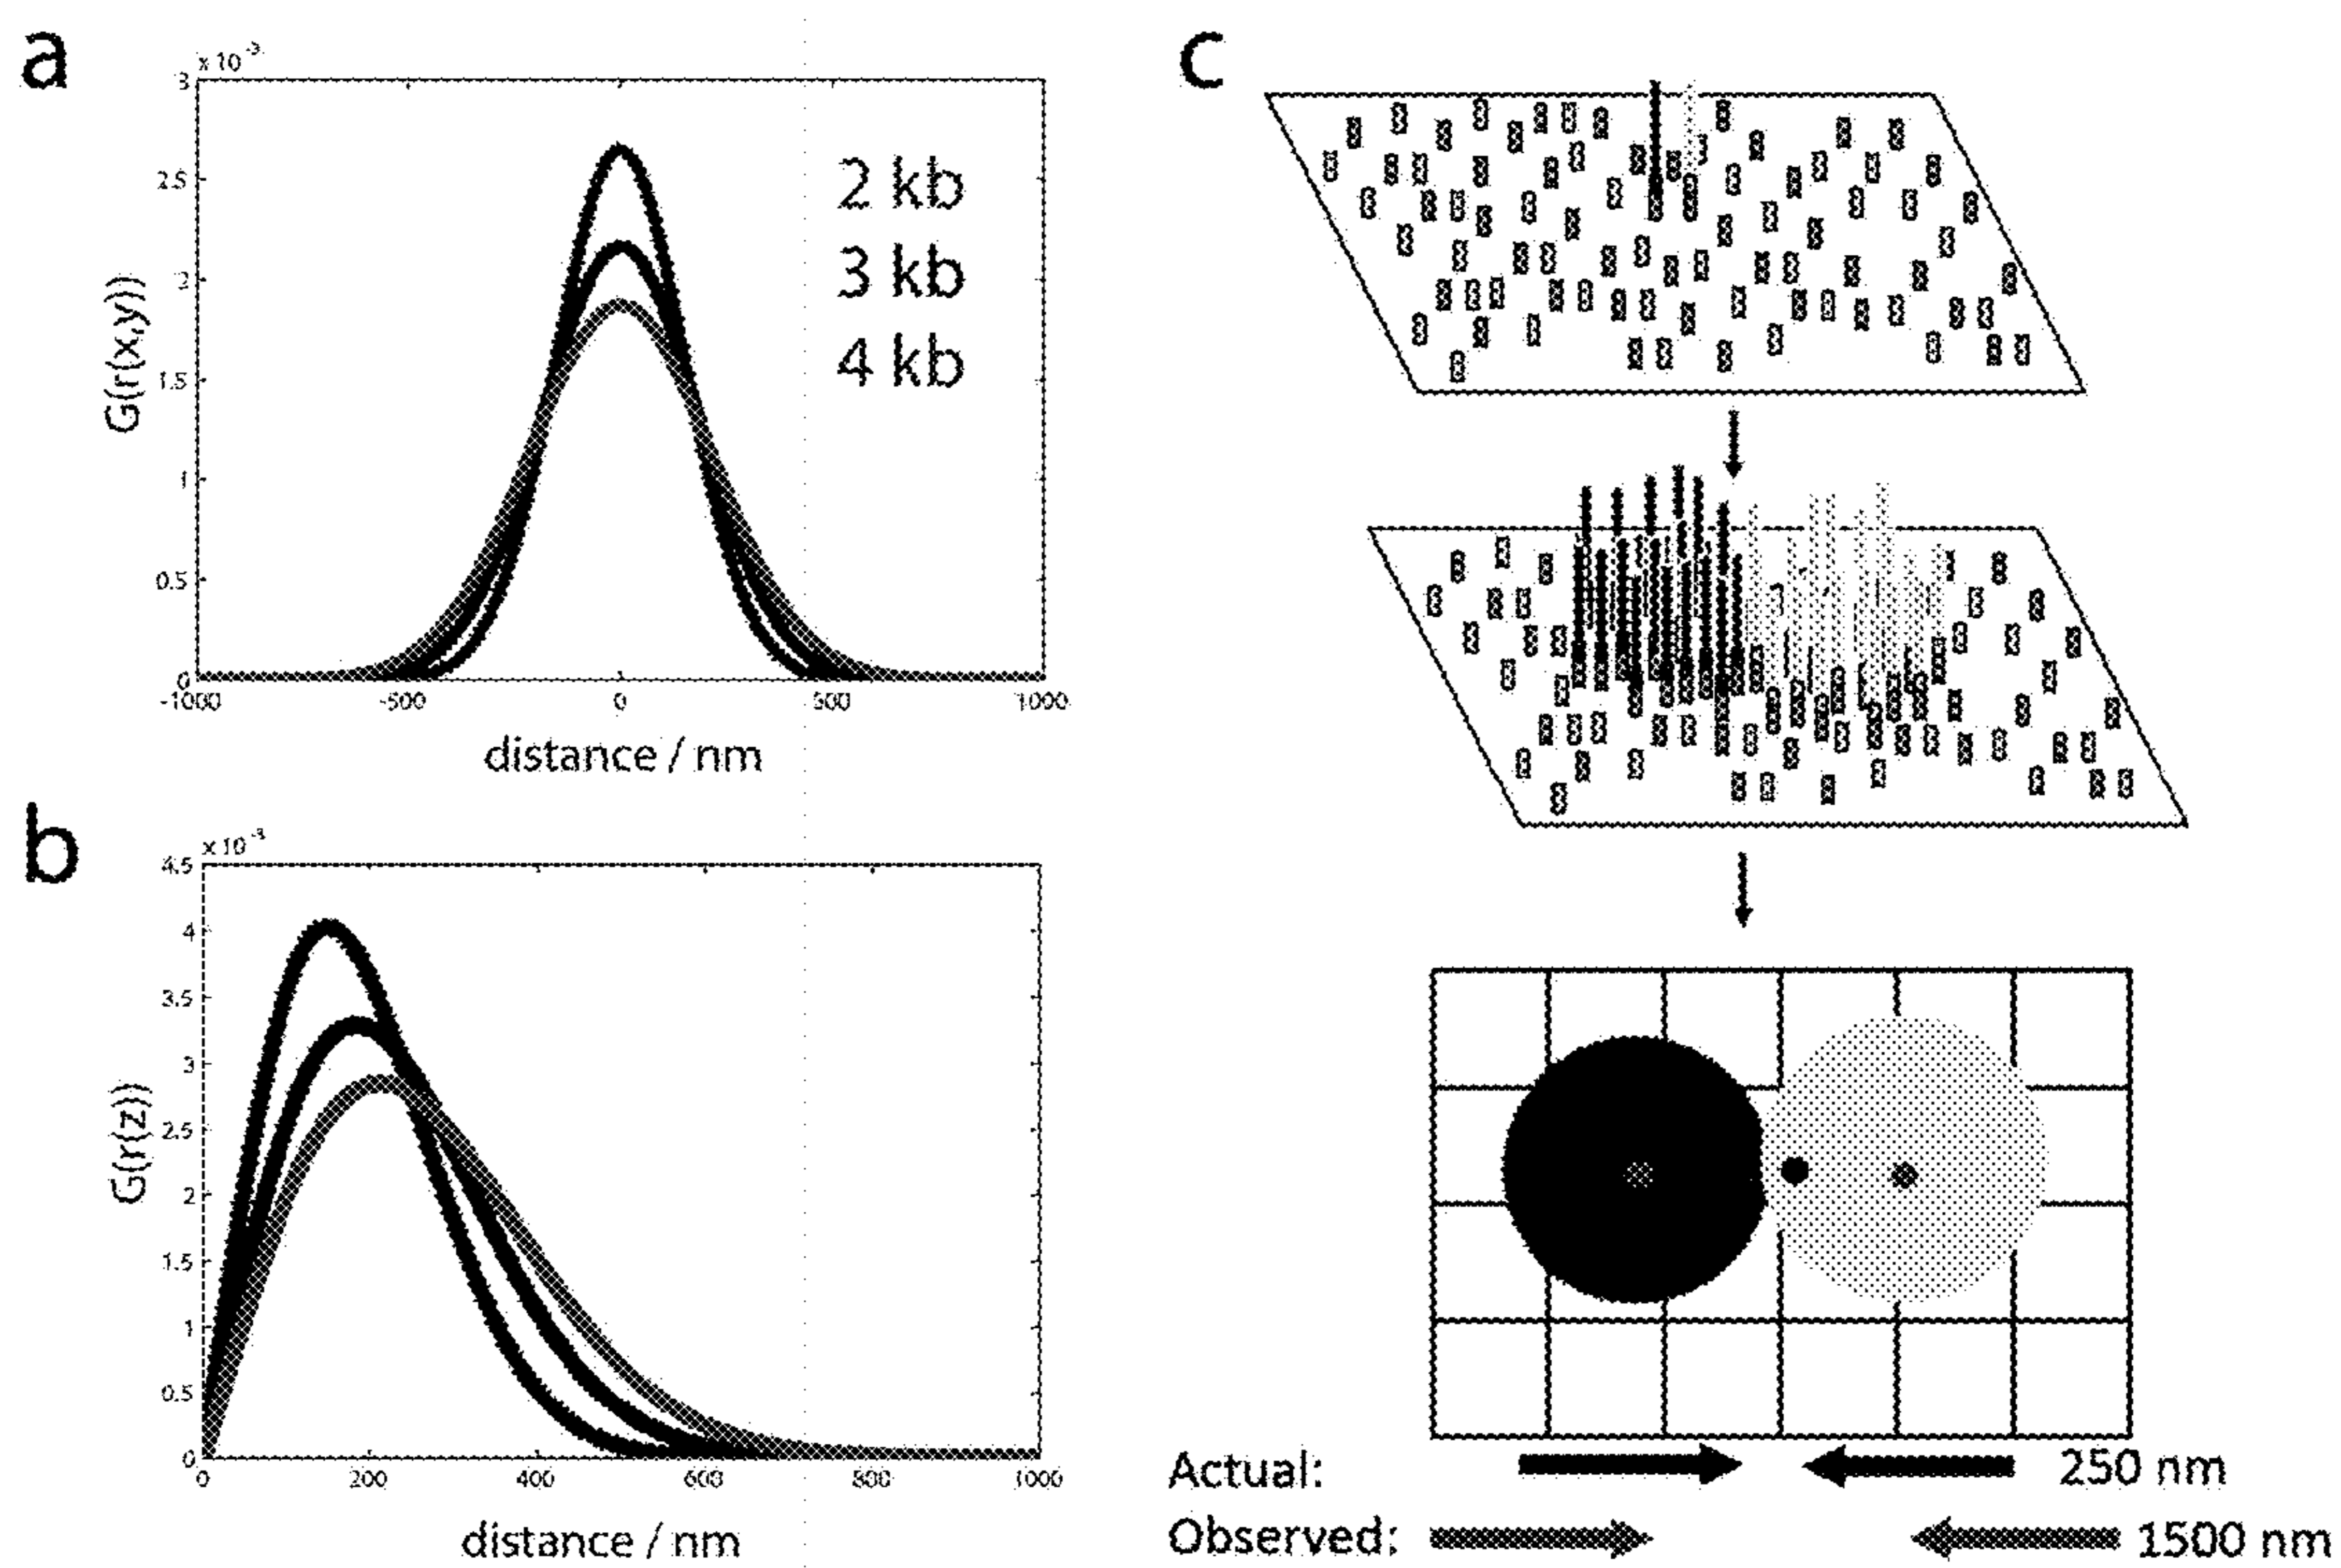 a
x 10⁻³
3
2.5
2
1.5
1
0.5
0
-1000 -500 0 500 1000
G(r(x,y))
distance / nm
2 kb
3 kb
4 kb
b
x 10⁻³
4.5
4
3.5
3
2.5
2
1.5
1
0.5
0
0 200 400 600 800 1000
G(r(z))
distance / nm
c
Actual: 250 nm
Observed: 1500 nm